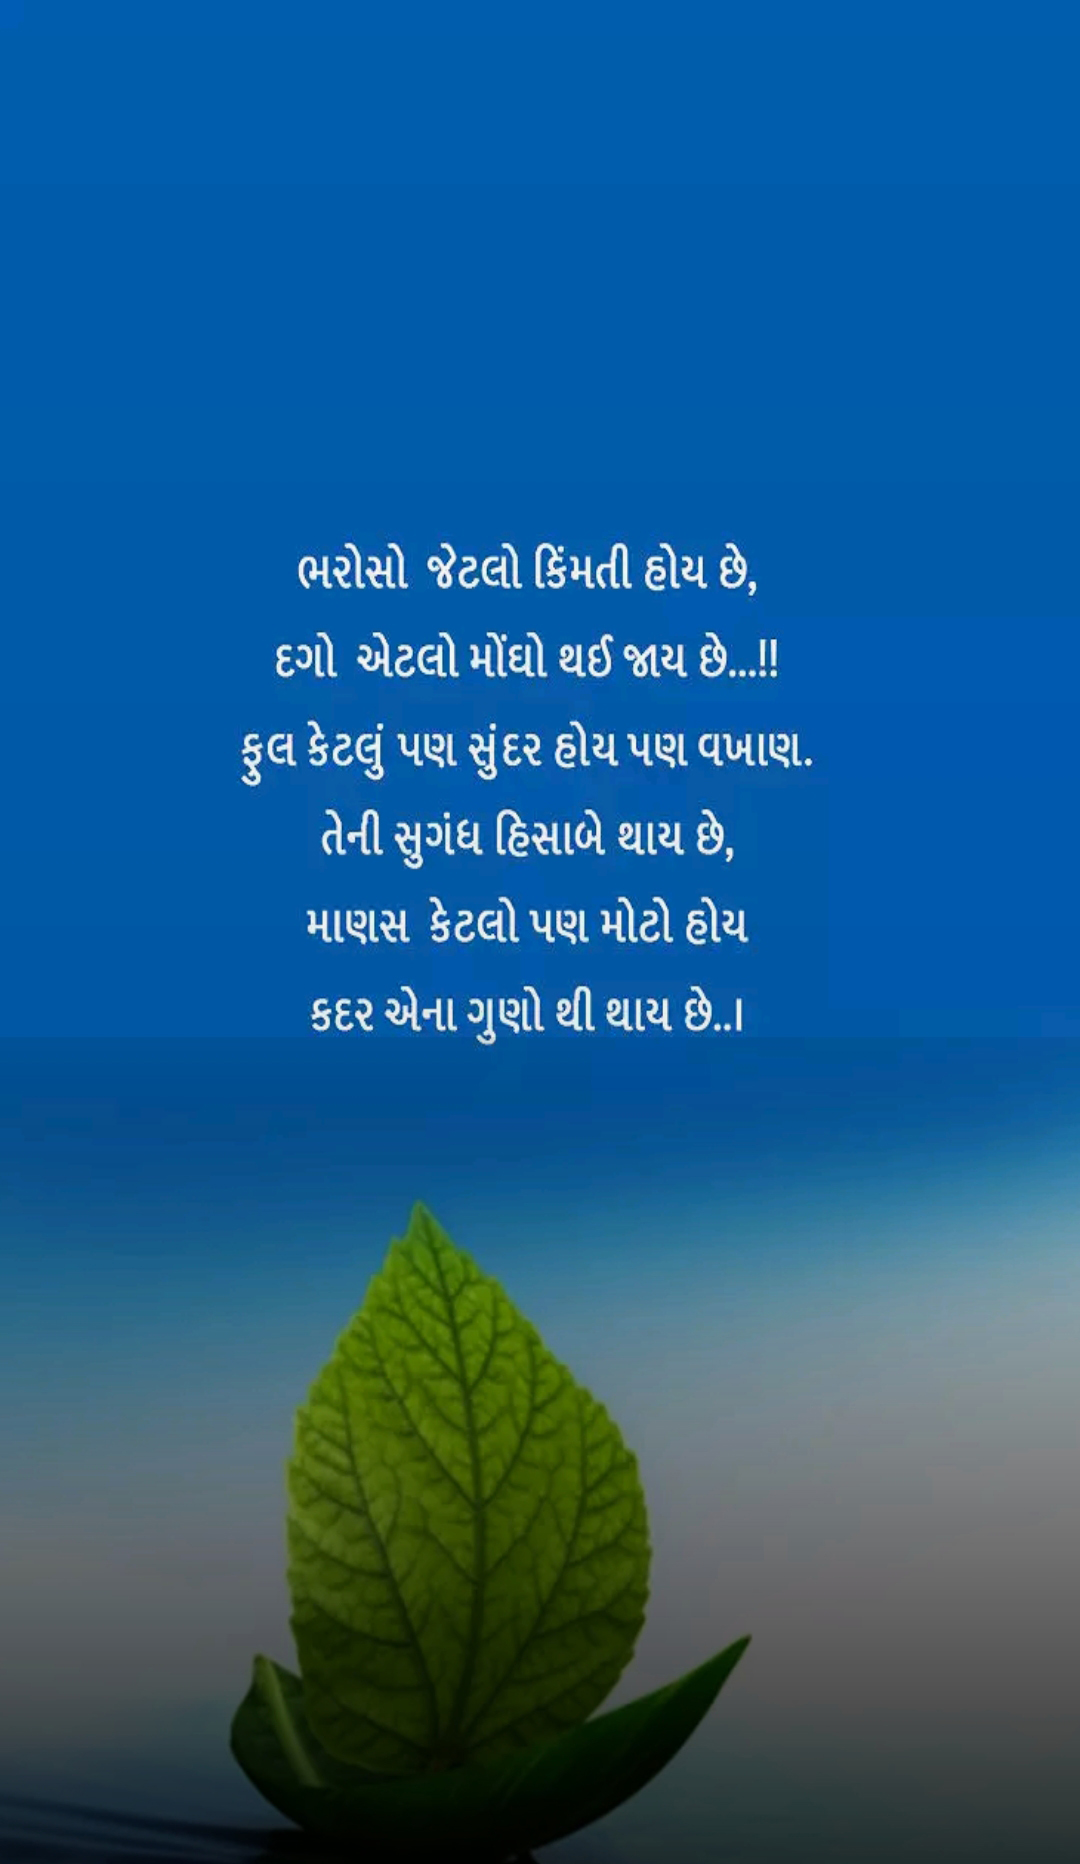 ભરોસો જેટલો કિંમતી હોય છે,
દગો એટલો મોંઘો થઈ જાય છે...!!
ફુલ કેટલું પણ સુંદર હોય પણ વખાણ.
તેની સુગંધ હિસાબે થાય છે,
માણસ કેટલો પણ મોટો હોય
કદર એના ગુણો થી થાય છે..।